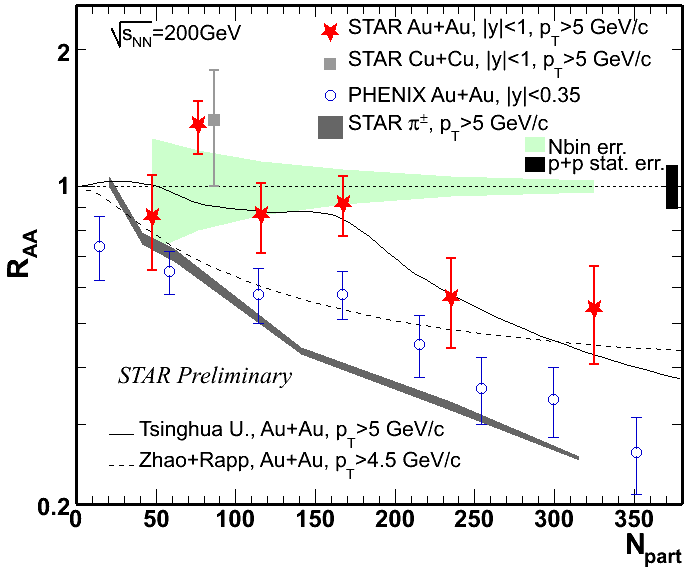 √s_NN=200GeV
STAR Au+Au, |y|<1, p_T>5 GeV/c
STAR Cu+Cu, |y|<1, p_T>5 GeV/c
PHENIX Au+Au, |y|<0.35
STAR π±, p_T>5 GeV/c
Nbin err.
p+p stat. err.
2
1
0.2
R_AA
STAR Preliminary
Tsinghua U., Au+Au, p_T>5 GeV/c
Zhao+Rapp, Au+Au, p_T>4.5 GeV/c
0 50 100 150 200 250 300 350
N_part